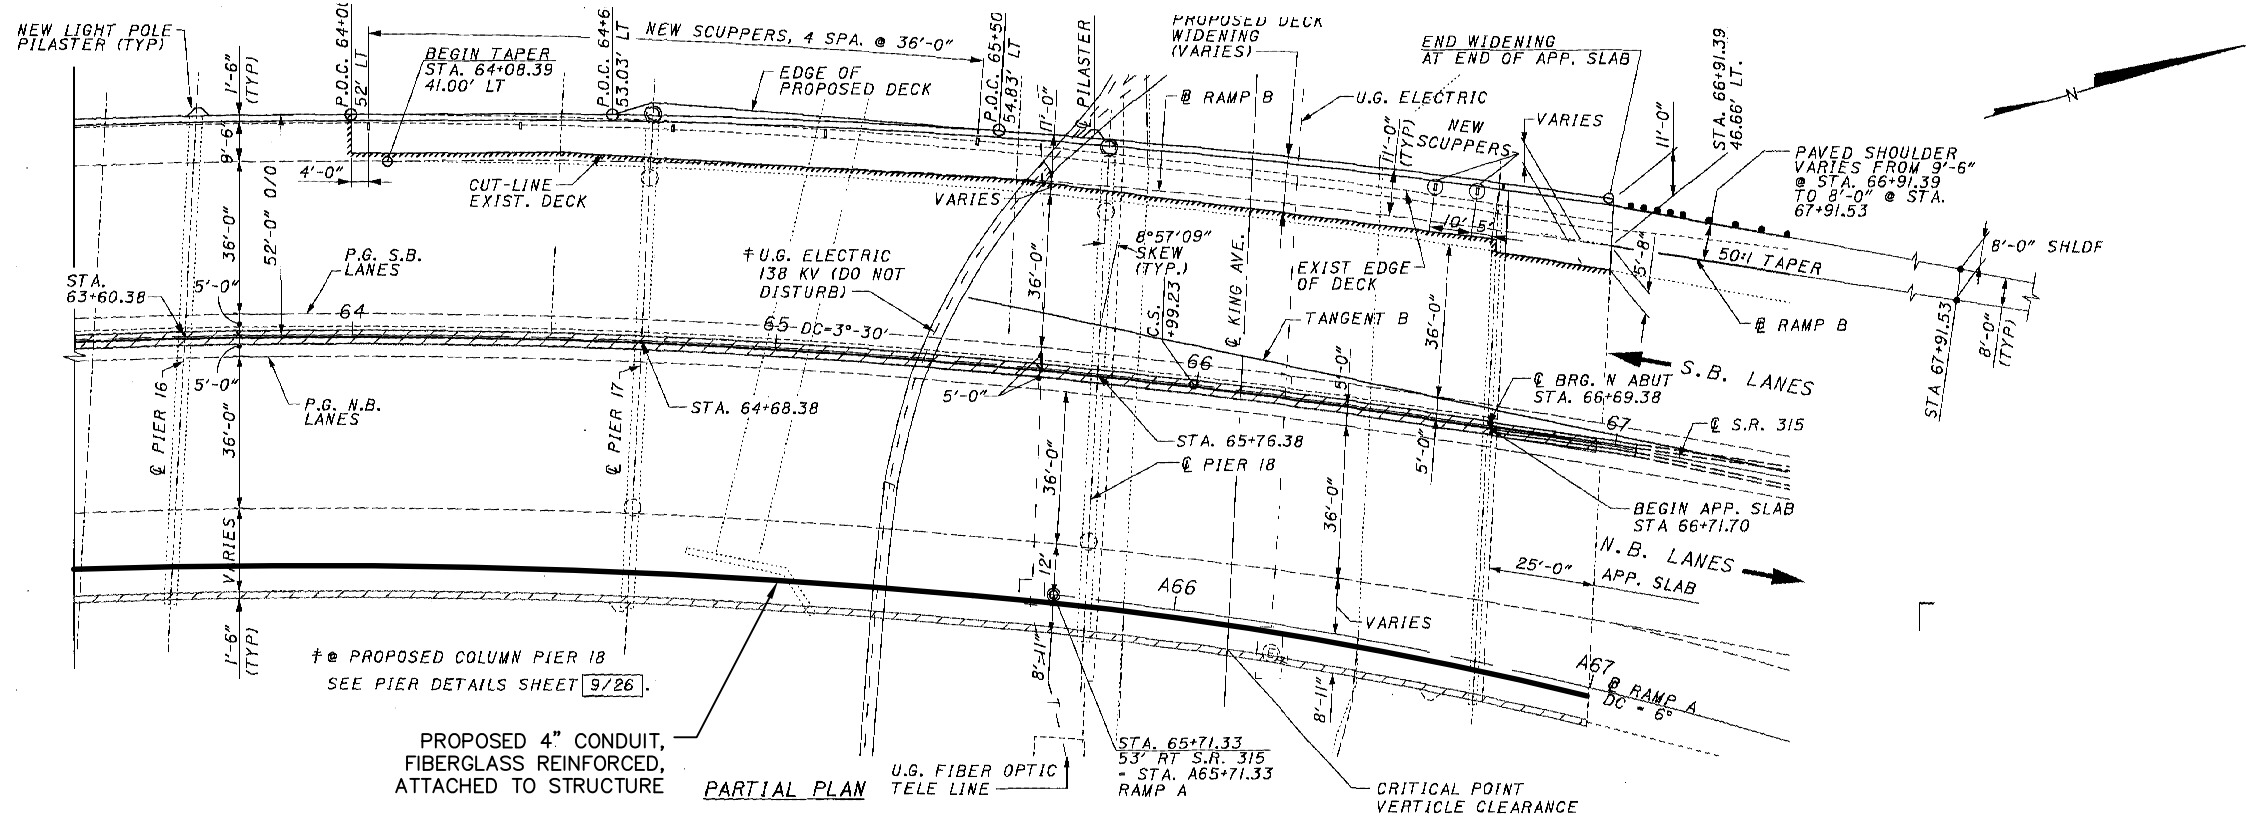 NEW LIGHT POLE
PILASTER (TYP)
1'-6"
(TYP)
P.O.C. 64+0
52' LT
BEGIN TAPER
STA. 64+08.39
41.00' LT
NEW SCUPPERS, 4 SPA. @ 36'-0"
P.O.C. 64+6
53.03' LT
EDGE OF
PROPOSED DECK
P.O.C. 65+50
54.83' LT
℄ PILASTER
PROPOSED DECK
WIDENING
(VARIES)
END WIDENING
AT END OF APP. SLAB
STA. 66+91.39
46.66' LT.
N
℄ RAMP B
U.G. ELECTRIC
NEW
SCUPPERS
VARIES
11'-0"
(TYP)
11'-0"
PAVED SHOULDER
VARIES FROM 9'-6"
@ STA. 66+91.39
TO 8'-0" @ STA.
67+91.53
9'-6"
4'-0"
CUT-LINE
EXIST. DECK
VARIES
52'-0" O/O
36'-0"
P.G. S.B.
LANES
‡ U.G. ELECTRIC
138 KV (DO NOT
DISTURB)
8°57'09"
SKEW
(TYP.)
36'-0"
C.S.
+99.23
℄ KING AVE.
EXIST EDGE
OF DECK
10'
5'
5'-8"
50:1 TAPER
8'-0" SHLDF
STA.
63+60.38
5'-0"
64
65
DC=3°-30'
TANGENT B
36'-0"
℄ RAMP B
STA 67+91.53
8'-0"
(TYP)
5'-0"
P.G. N.B.
LANES
℄ PIER 16
36'-0"
℄ PIER 17
STA. 64+68.38
5'-0"
66
5'-0"
℄ BRG. N ABUT
STA. 66+69.38
S.B. LANES
67
℄ S.R. 315
STA. 65+76.38
℄ PIER 18
36'-0"
5'-0"
36'-0"
BEGIN APP. SLAB
STA 66+71.70
N.B. LANES
25'-0"
APP. SLAB
VARIES
12'
A66
VARIES
1'-6"
(TYP)
8'-11"
8'-11"
A67
℄ RAMP A
DC = 6°
‡ @ PROPOSED COLUMN PIER 18
SEE PIER DETAILS SHEET 9/26.
PROPOSED 4" CONDUIT,
FIBERGLASS REINFORCED,
ATTACHED TO STRUCTURE
PARTIAL PLAN
U.G. FIBER OPTIC
TELE LINE
STA. 65+71.33
53' RT S.R. 315
= STA. A65+71.33
RAMP A
CRITICAL POINT
VERTICLE CLEARANCE